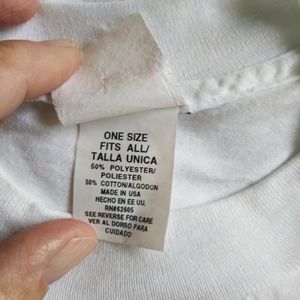 ONE SIZE
FITS ALL/
TALLA UNICA
50% POLYESTER/
POLIESTER
50% COTTON/ALGODON
MADE IN USA
HECHO EN EE UU.
RN#62605
SEE REVERSE FOR CARE
VER AL DORSO PARA
CUIDADO